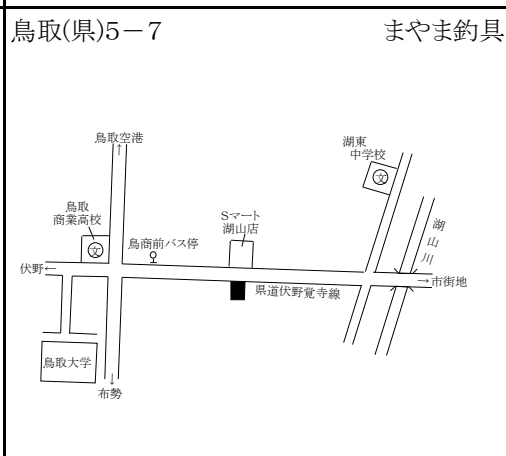 鳥取(県)5－7
まやま釣具
鳥取空港
↑
湖東
中学校
文
鳥取
商業高校
文
鳥商前バス停
Sマート
湖山店
湖山川
伏野←
→市街地
県道伏野覚寺線
鳥取大学
↓
布勢